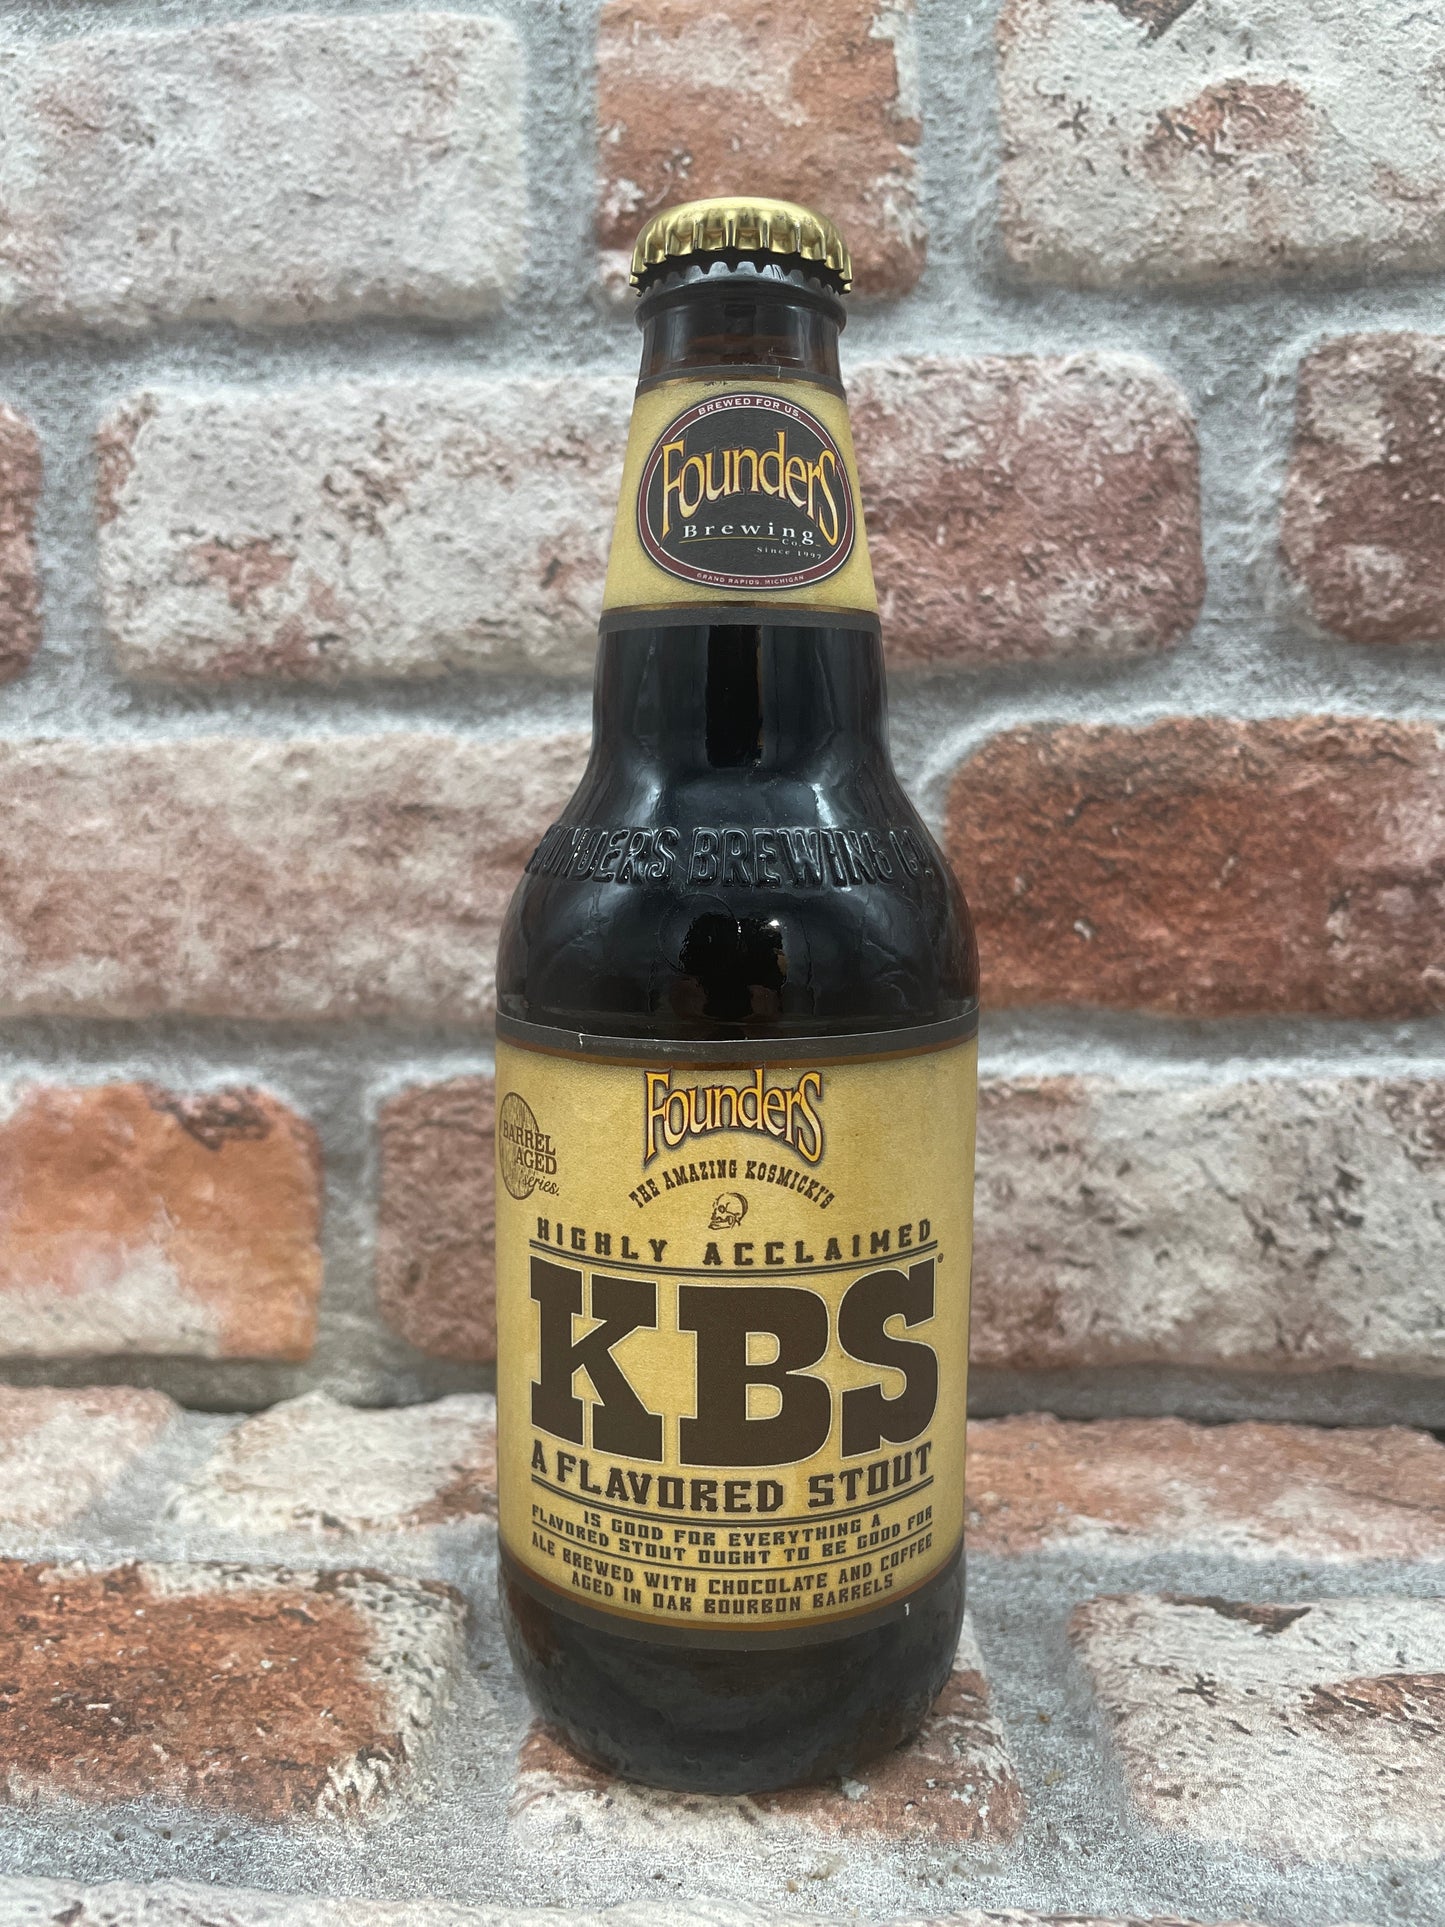 BREWED FOR US.
Founders
Brewing
Co.
Since 1997
GRAND RAPIDS, MICHIGAN
FOUNDERS BREWING CO.
BARREL
AGED
series.
Founders
THE AMAZING KOSMICKI'S
HIGHLY ACCLAIMED
KBS®
A FLAVORED STOUT
IS GOOD FOR EVERYTHING A
FLAVORED STOUT OUGHT TO BE GOOD FOR
ALE BREWED WITH CHOCOLATE AND COFFEE
AGED IN OAK BOURBON BARRELS